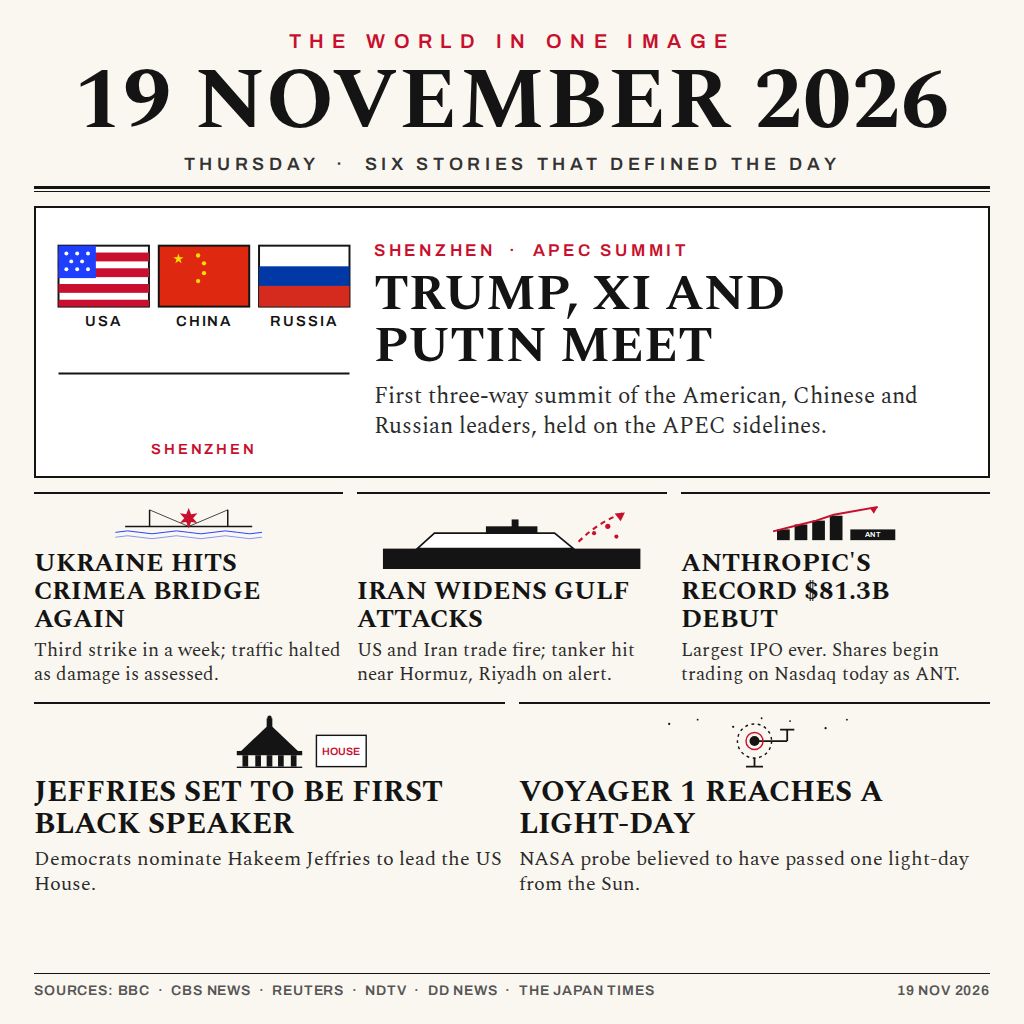 THE WORLD IN ONE IMAGE
19 NOVEMBER 2026
THURSDAY · SIX STORIES THAT DEFINED THE DAY
USA
CHINA
RUSSIA
SHENZHEN
SHENZHEN · APEC SUMMIT
TRUMP, XI AND
PUTIN MEET
First three-way summit of the American, Chinese and
Russian leaders, held on the APEC sidelines.
UKRAINE HITS
CRIMEA BRIDGE
AGAIN
Third strike in a week; traffic halted
as damage is assessed.
IRAN WIDENS GULF
ATTACKS
US and Iran trade fire; tanker hit
near Hormuz, Riyadh on alert.
ANT
ANTHROPIC'S
RECORD $81.3B
DEBUT
Largest IPO ever. Shares begin
trading on Nasdaq today as ANT.
HOUSE
JEFFRIES SET TO BE FIRST
BLACK SPEAKER
Democrats nominate Hakeem Jeffries to lead the US
House.
VOYAGER 1 REACHES A
LIGHT-DAY
NASA probe believed to have passed one light-day
from the Sun.
SOURCES: BBC · CBS NEWS · REUTERS · NDTV · DD NEWS · THE JAPAN TIMES
19 NOV 2026